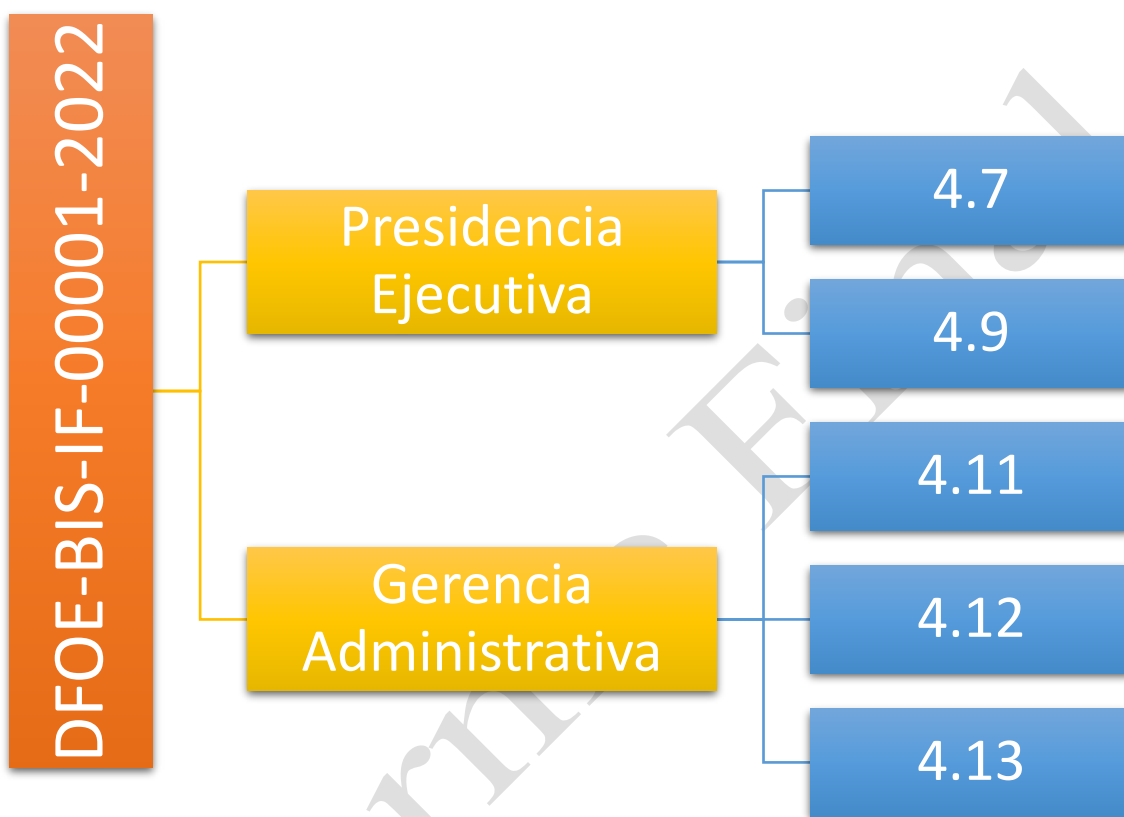 DFOE-BIS-IF-00001-2022
Presidencia
Ejecutiva
4.7
4.9
Gerencia
Administrativa
4.11
4.12
4.13